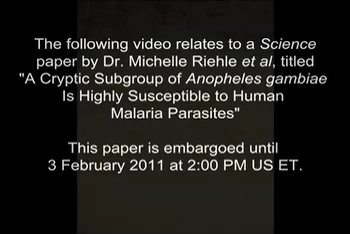 The following video relates to a Science
paper by Dr. Michelle Riehle et al, titled
"A Cryptic Subgroup of Anopheles gambiae
Is Highly Susceptible to Human
Malaria Parasites"
This paper is embargoed until
3 February 2011 at 2:00 PM US ET.